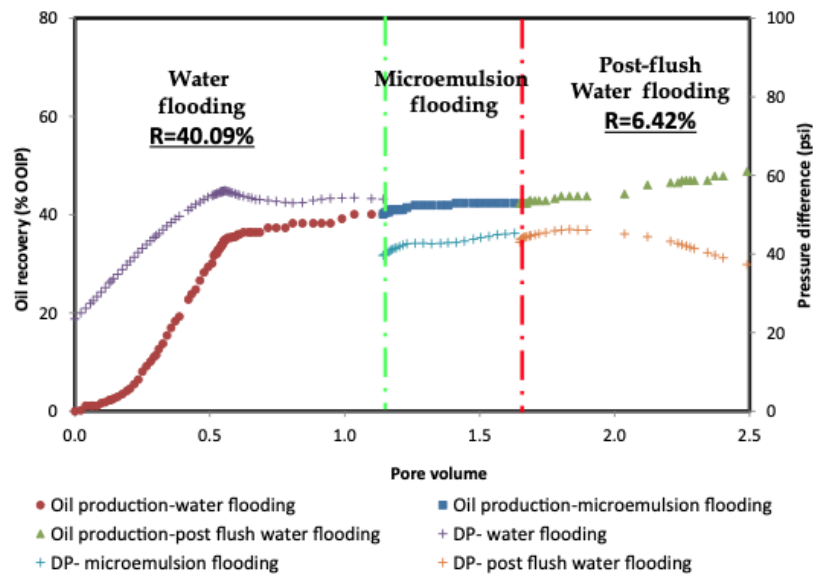 80
60
40
20
0
Oil recovery (% OOIP)
Water
flooding
R=40.09%
Microemulsion
flooding
Post-flush
Water flooding
R=6.42%
100
80
60
40
20
0
Pressure difference (psi)
0.0 0.5 1.0 1.5 2.0 2.5
Pore volume
Oil production-water flooding
Oil production-microemulsion flooding
Oil production-post flush water flooding
DP- water flooding
DP- microemulsion flooding
DP- post flush water flooding